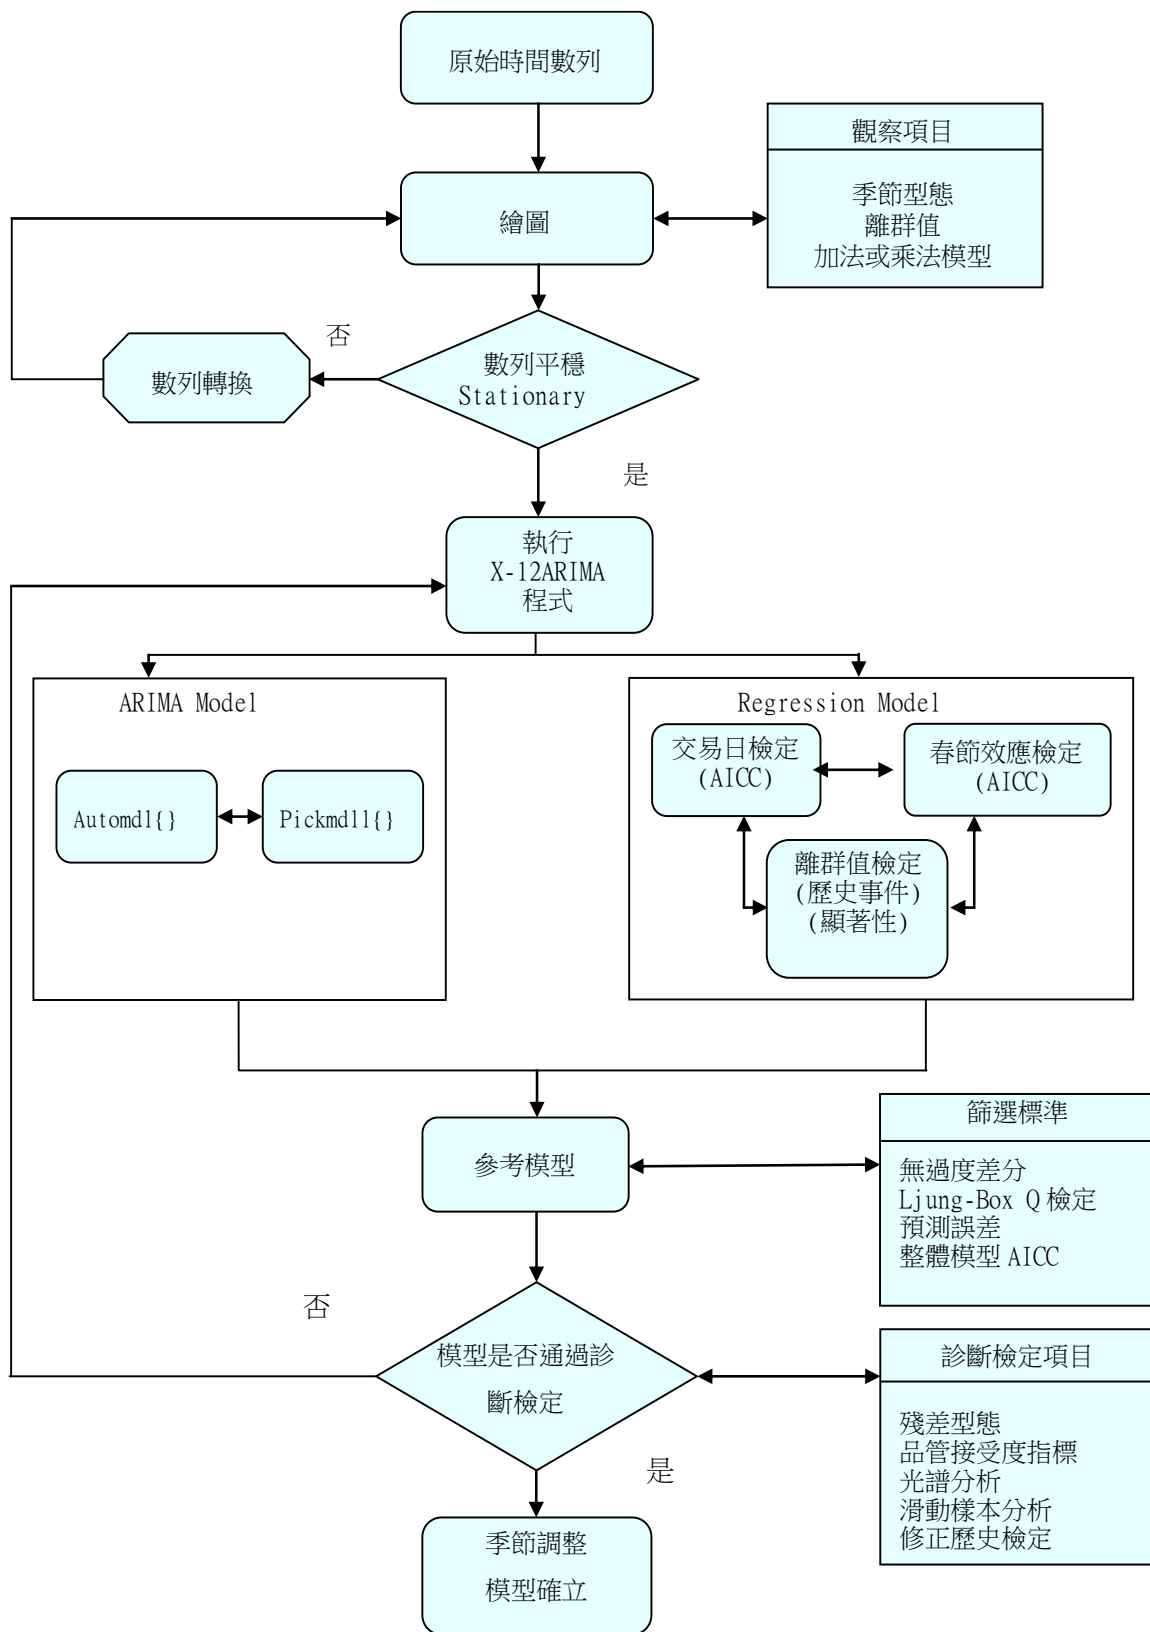 原始時間數列
觀察項目
季節型態
離群值
加法或乘法模型
繪圖
否
數列轉換
數列平穩
Stationary
是
執行
X-12ARIMA
程式
ARIMA Model
Automdl{}
Pickmdll{}
Regression Model
交易日檢定
(AICC)
春節效應檢定
(AICC)
離群值檢定
(歷史事件)
(顯著性)
參考模型
篩選標準
無過度差分
Ljung-Box Q 檢定
預測誤差
整體模型 AICC
否
模型是否通過診
斷檢定
診斷檢定項目
殘差型態
品管接受度指標
光譜分析
滑動樣本分析
修正歷史檢定
是
季節調整
模型確立